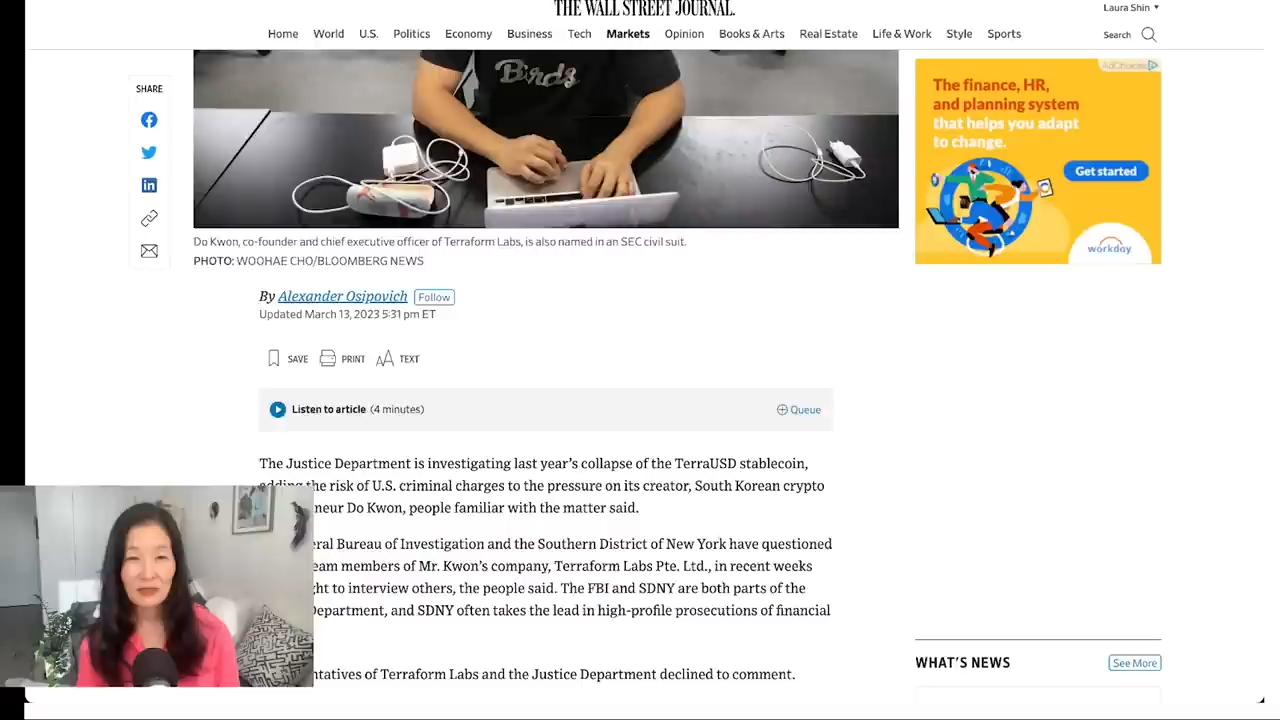 THE WALL STREET JOURNAL.
Laura Shin
Home World U.S. Politics Economy Business Tech Markets Opinion Books & Arts Real Estate Life & Work Style Sports
Search
SHARE
Birds
AdChoices
The finance, HR,
and planning system
that helps you adapt
to change.
Get started
workday
Do Kwon, co-founder and chief executive officer of Terraform Labs, is also named in an SEC civil suit.
PHOTO: WOOHAE CHO/BLOOMBERG NEWS
By Alexander Osipovich Follow
Updated March 13, 2023 5:31 pm ET
SAVE PRINT TEXT
Listen to article (4 minutes)
Queue
The Justice Department is investigating last year's collapse of the TerraUSD stablecoin,
adding the risk of U.S. criminal charges to the pressure on its creator, South Korean crypto
neur Do Kwon, people familiar with the matter said.
eral Bureau of Investigation and the Southern District of New York have questioned
eam members of Mr. Kwon's company, Terraform Labs Pte. Ltd., in recent weeks
ght to interview others, the people said. The FBI and SDNY are both parts of the
Department, and SDNY often takes the lead in high-profile prosecutions of financial
ntatives of Terraform Labs and the Justice Department declined to comment.
WHAT'S NEWS
See More